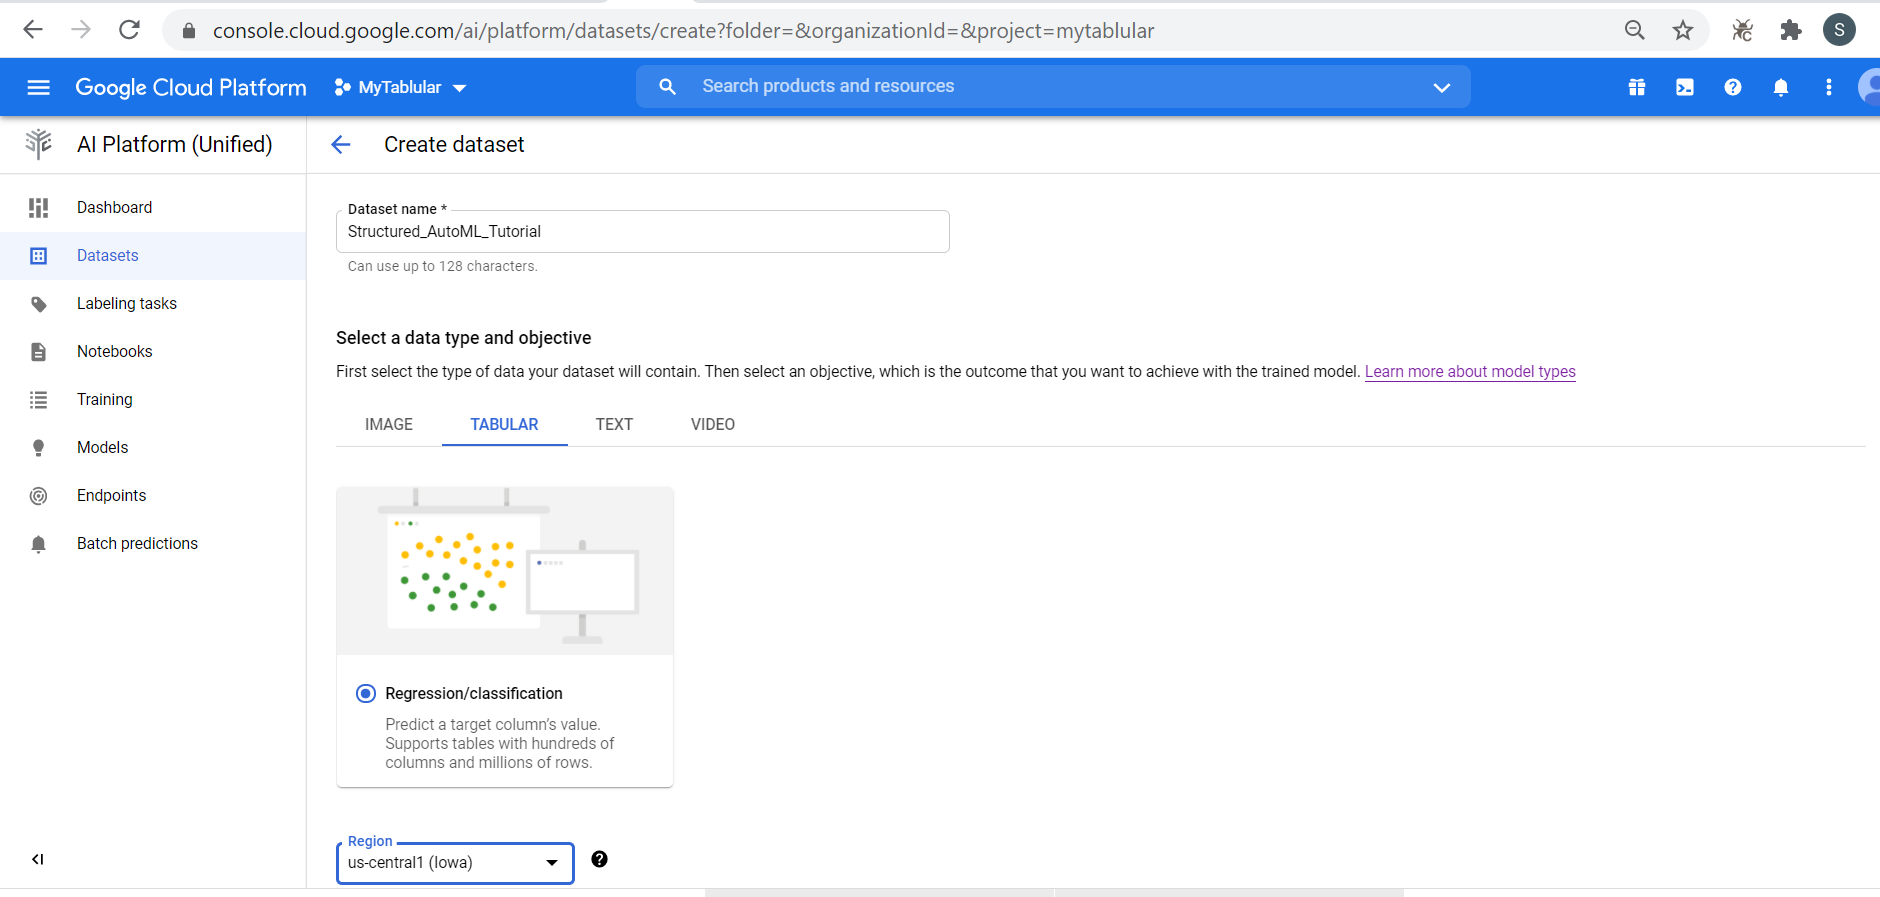 console.cloud.google.com/ai/platform/datasets/create?folder=&organizationId=&project=mytablular
S
Google Cloud Platform
MyTablular
Search products and resources
AI Platform (Unified)
Create dataset
Dashboard
Datasets
Labeling tasks
Notebooks
Training
Models
Endpoints
Batch predictions
Dataset name *
Structured_AutoML_Tutorial
Can use up to 128 characters.
Select a data type and objective
First select the type of data your dataset will contain. Then select an objective, which is the outcome that you want to achieve with the trained model. Learn more about model types
IMAGE TABULAR TEXT VIDEO
Regression/classification
Predict a target column's value.
Supports tables with hundreds of
columns and millions of rows.
Region
us-central1 (Iowa)